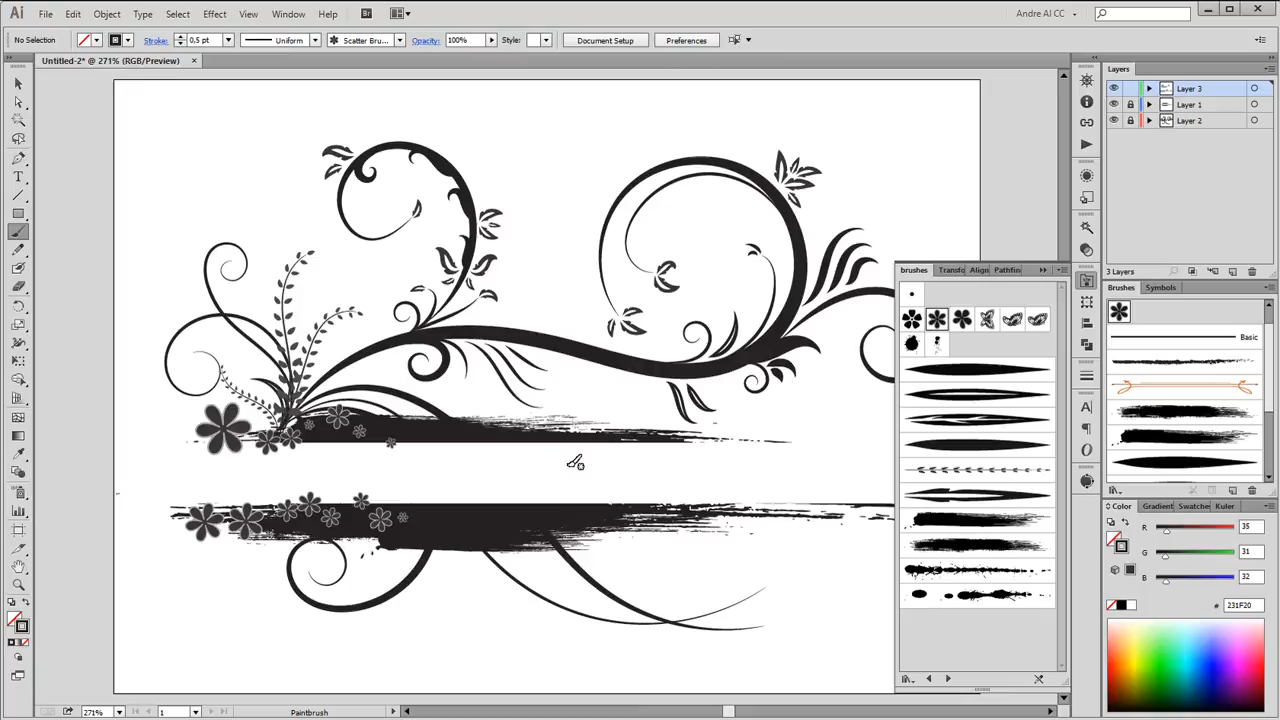 Ai File Edit Object Type Select Effect View Window Help Br Andre AI CC
No Selection Stroke: 0,5 pt Uniform Scatter Bru... Opacity: 100% Style: Document Setup Preferences
Untitled-2* @ 271% (RGB/Preview)
Layers
Layer 3
Layer 1
Layer 2
3 Layers
brushes Transfc Align Pathfin
Brushes Symbols
Basic
Color Gradient Swatche Kuler
R 35
G 31
B 32
# 231F20
271% 1 Paintbrush